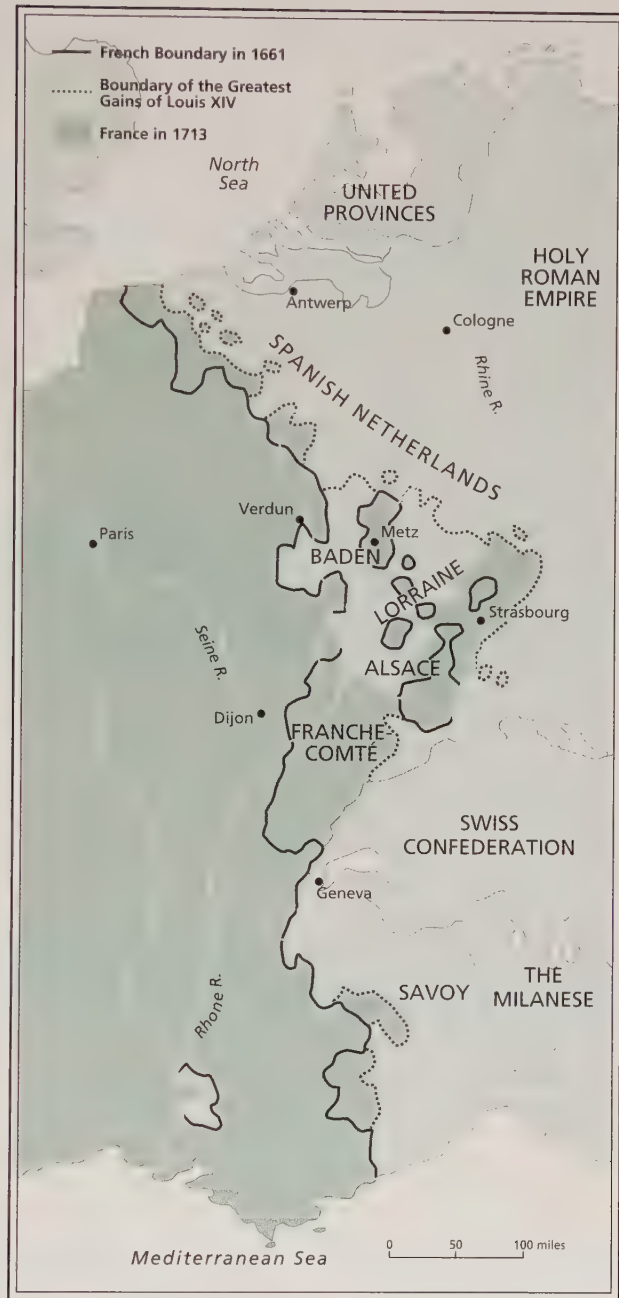 French Boundary in 1661
Boundary of the Greatest
Gains of Louis XIV
France in 1713
North
Sea
UNITED
PROVINCES
HOLY
ROMAN
EMPIRE
Antwerp
Cologne
Rhine R.
SPANISH NETHERLANDS
Verdun
Metz
Paris
BADEN
LORRAINE
Strasbourg
Seine R.
ALSACE
Dijon
FRANCHE-
COMTÉ
SWISS
CONFEDERATION
Geneva
Rhone R.
SAVOY
THE
MILANESE
0 50 100 miles
Mediterranean Sea